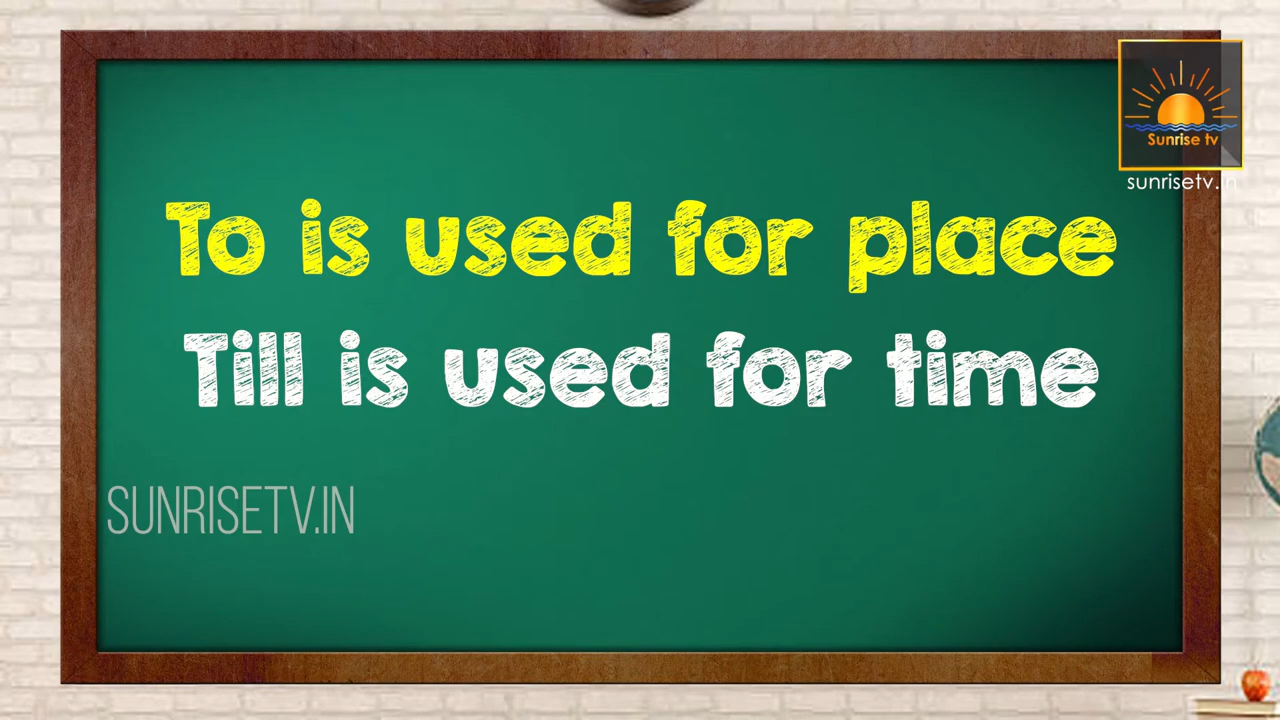 Sunrise tv
sunrisetv.in
To is used for place
Till is used for time
SUNRISETV.IN